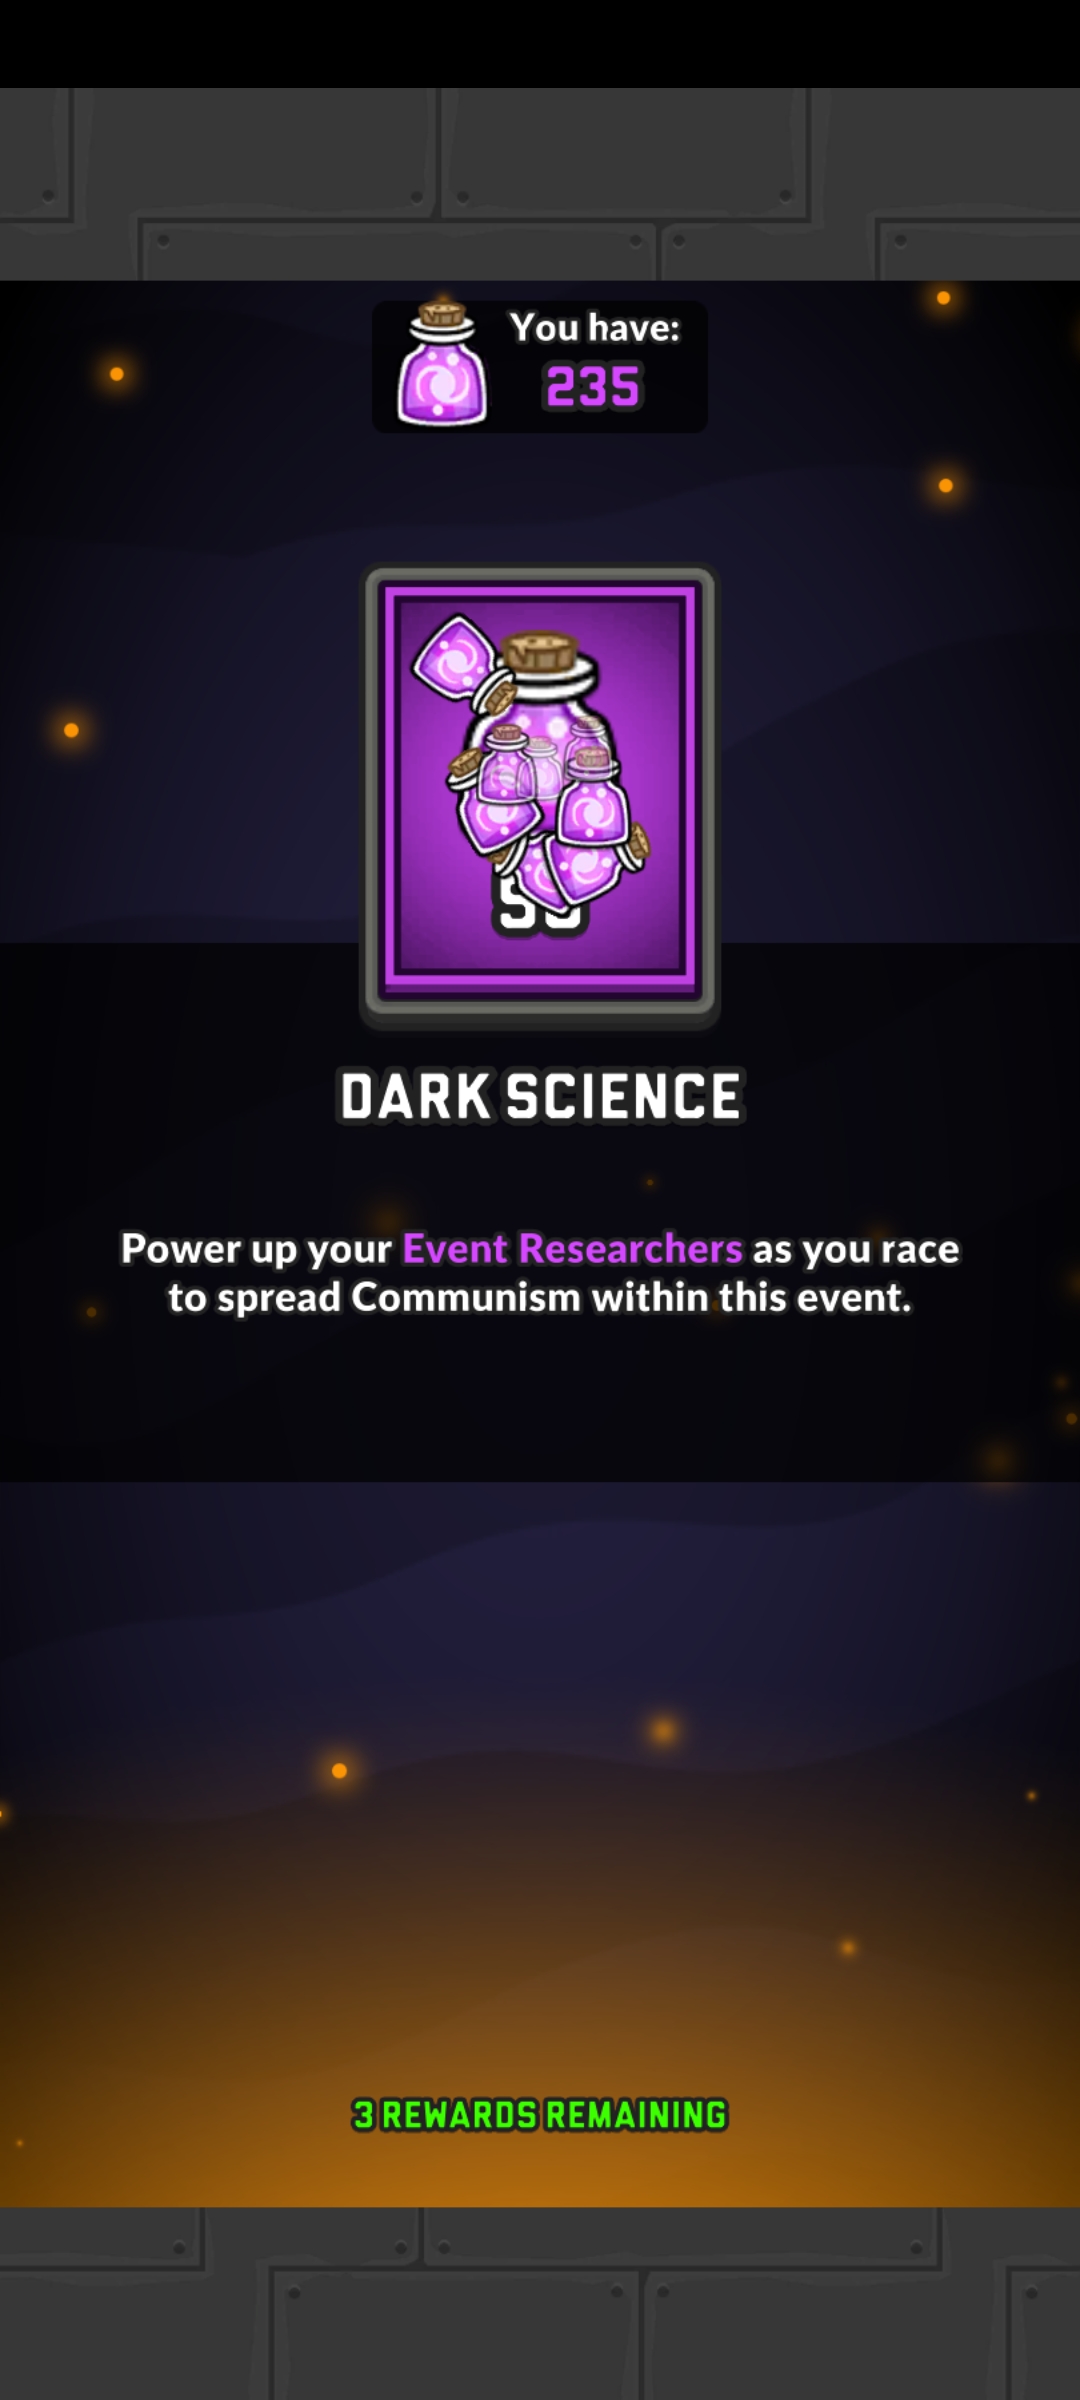 You have:
235
DARK SCIENCE
Power up your Event Researchers as you race
to spread Communism within this event.
3 REWARDS REMAINING